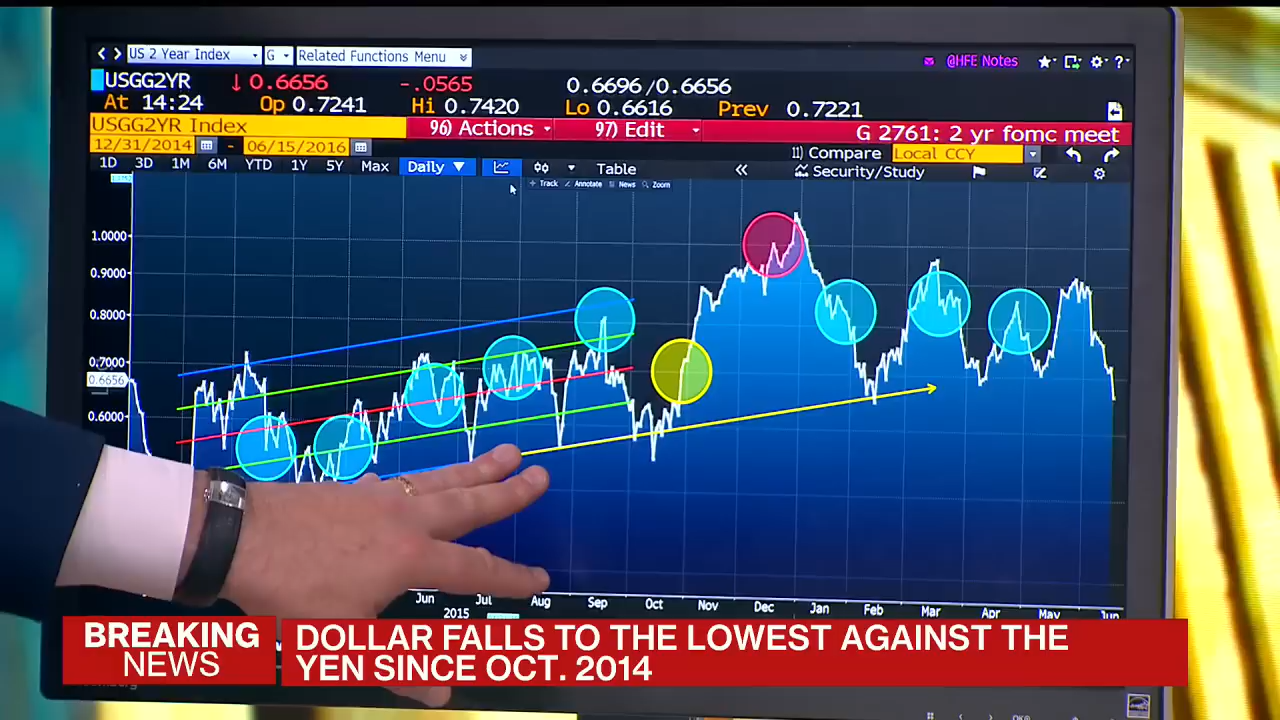 US 2 Year Index G Related Functions Menu @HFE Notes
USGG2YR ↓ 0.6656 -.0565 0.6696/0.6656
At 14:24 Op 0.7241 Hi 0.7420 Lo 0.6616 Prev 0.7221
USGG2YR Index 96) Actions 97) Edit G 2761: 2 yr fomc meet
12/31/2014 - 06/15/2016 11) Compare Local CCY
1D 3D 1M 6M YTD 1Y 5Y Max Daily ▼ Table « Security/Study
Track Annotate News Zoom
1.0000
0.9000
0.8000
0.7000
0.6656
0.6000
Jun Jul Aug Sep Oct Nov Dec Jan Feb Mar Apr May Jun
2015
BREAKING NEWS
DOLLAR FALLS TO THE LOWEST AGAINST THE
YEN SINCE OCT. 2014